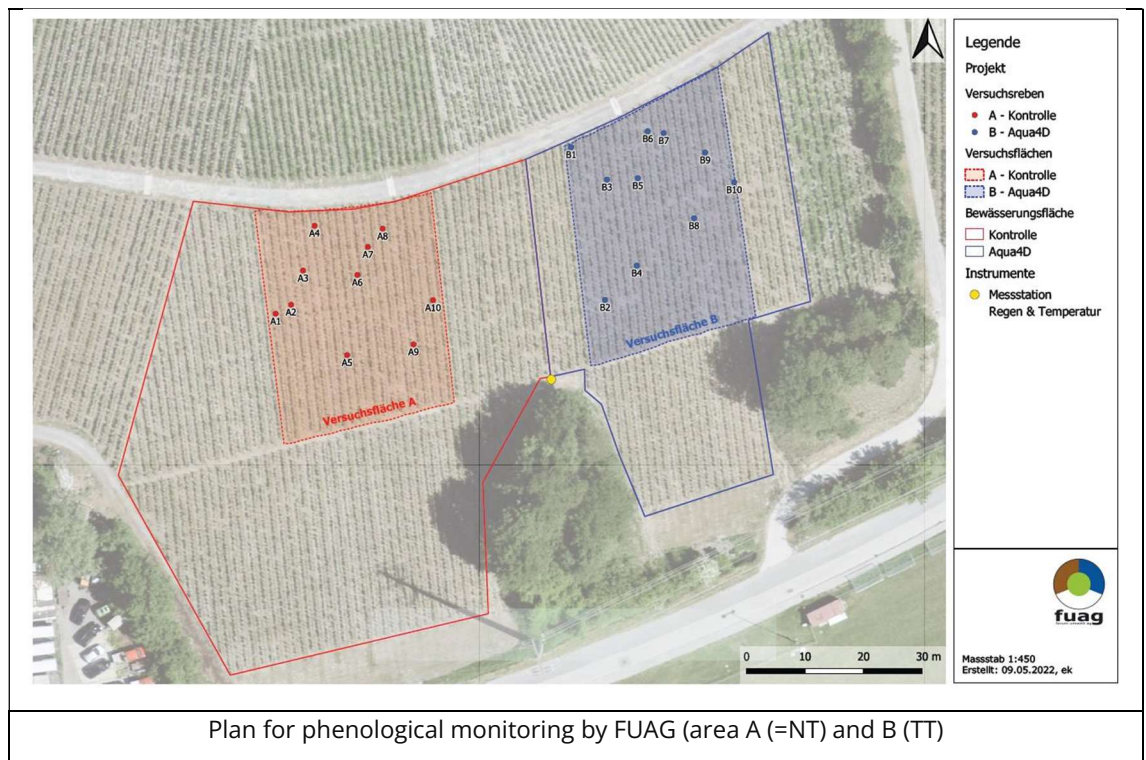 Legende
Projekt
Versuchsreben
A - Kontrolle
B - Aqua4D
Versuchsflächen
A - Kontrolle
B - Aqua4D
Bewässerungsfläche
Kontrolle
Aqua4D
Instrumente
Messstation
Regen & Temperatur
B1
B6
B7
B9
B3
B5
B10
B8
B4
B2
Versuchsfläche B
A4
A8
A7
A3
A6
A2
A1
A10
A5
A9
Versuchsfläche A
0 10 20 30 m
fuag
Massstab 1:450
Erstellt: 09.05.2022, ek
Plan for phenological monitoring by FUAG (area A (=NT) and B (TT)